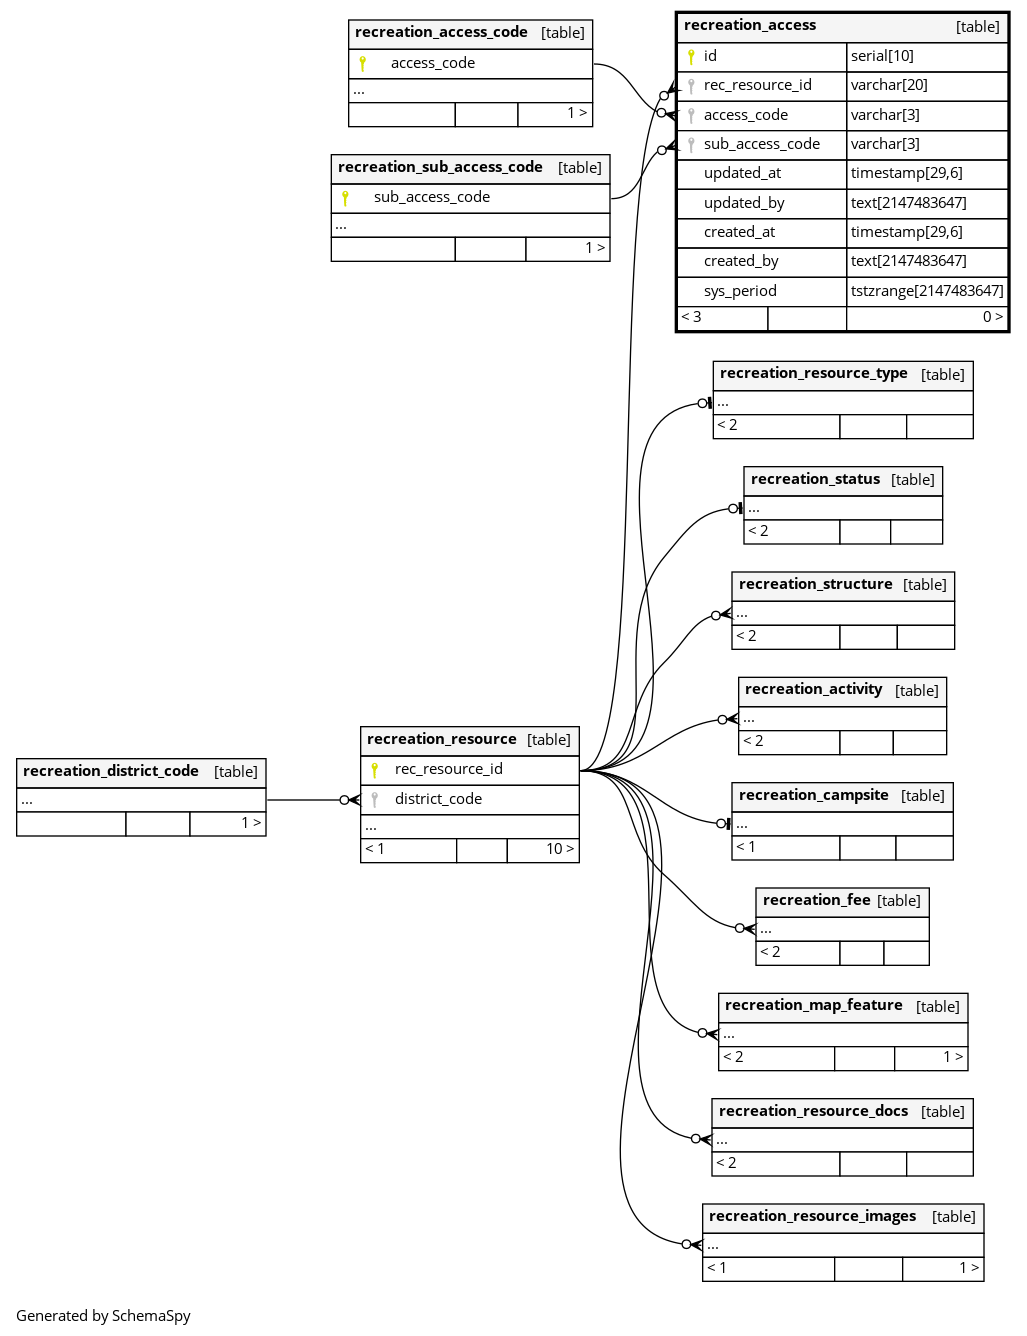 recreation_access_code [table]
access_code
...
1 >
recreation_sub_access_code [table]
sub_access_code
...
1 >
recreation_access [table]
id serial[10]
rec_resource_id varchar[20]
access_code varchar[3]
sub_access_code varchar[3]
updated_at timestamp[29,6]
updated_by text[2147483647]
created_at timestamp[29,6]
created_by text[2147483647]
sys_period tstzrange[2147483647]
< 3 0 >
recreation_resource_type [table]
...
< 2
recreation_status [table]
...
< 2
recreation_structure [table]
...
< 2
recreation_activity [table]
...
< 2
recreation_district_code [table]
...
1 >
recreation_resource [table]
rec_resource_id
district_code
...
< 1 10 >
recreation_campsite [table]
...
< 1
recreation_fee [table]
...
< 2
recreation_map_feature [table]
...
< 2 1 >
recreation_resource_docs [table]
...
< 2
recreation_resource_images [table]
...
< 1 1 >
Generated by SchemaSpy